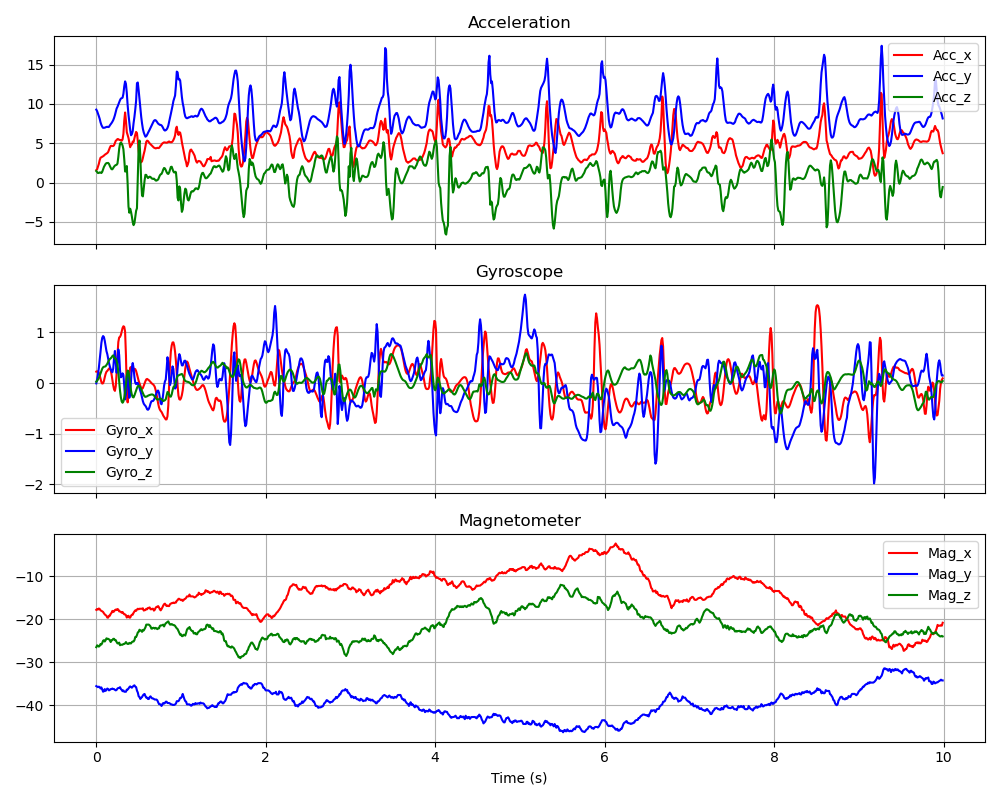 Acceleration
15
10
5
0
−5
Acc_x
Acc_y
Acc_z
Gyroscope
1
0
−1
−2
Gyro_x
Gyro_y
Gyro_z
Magnetometer
−10
−20
−30
−40
Mag_x
Mag_y
Mag_z
0 2 4 6 8 10
Time (s)